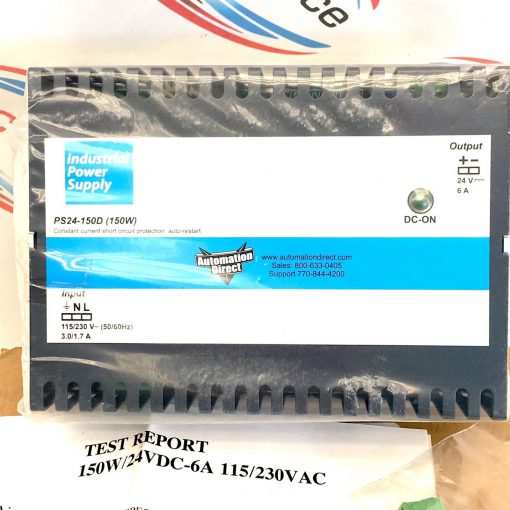 Industrial
Power
Supply
PS24-150D (150W)
Constant current short circuit protection, auto-restart
Output
+ -
24 V
6 A
DC-ON
Automation
Direct
www.automationdirect.com
Sales: 800-633-0405
Support 770-844-4200
Input
N L
115/230 V~ (50/60Hz)
3.0/1.7 A
TEST REPORT
150W/24VDC-6A 115/230VAC